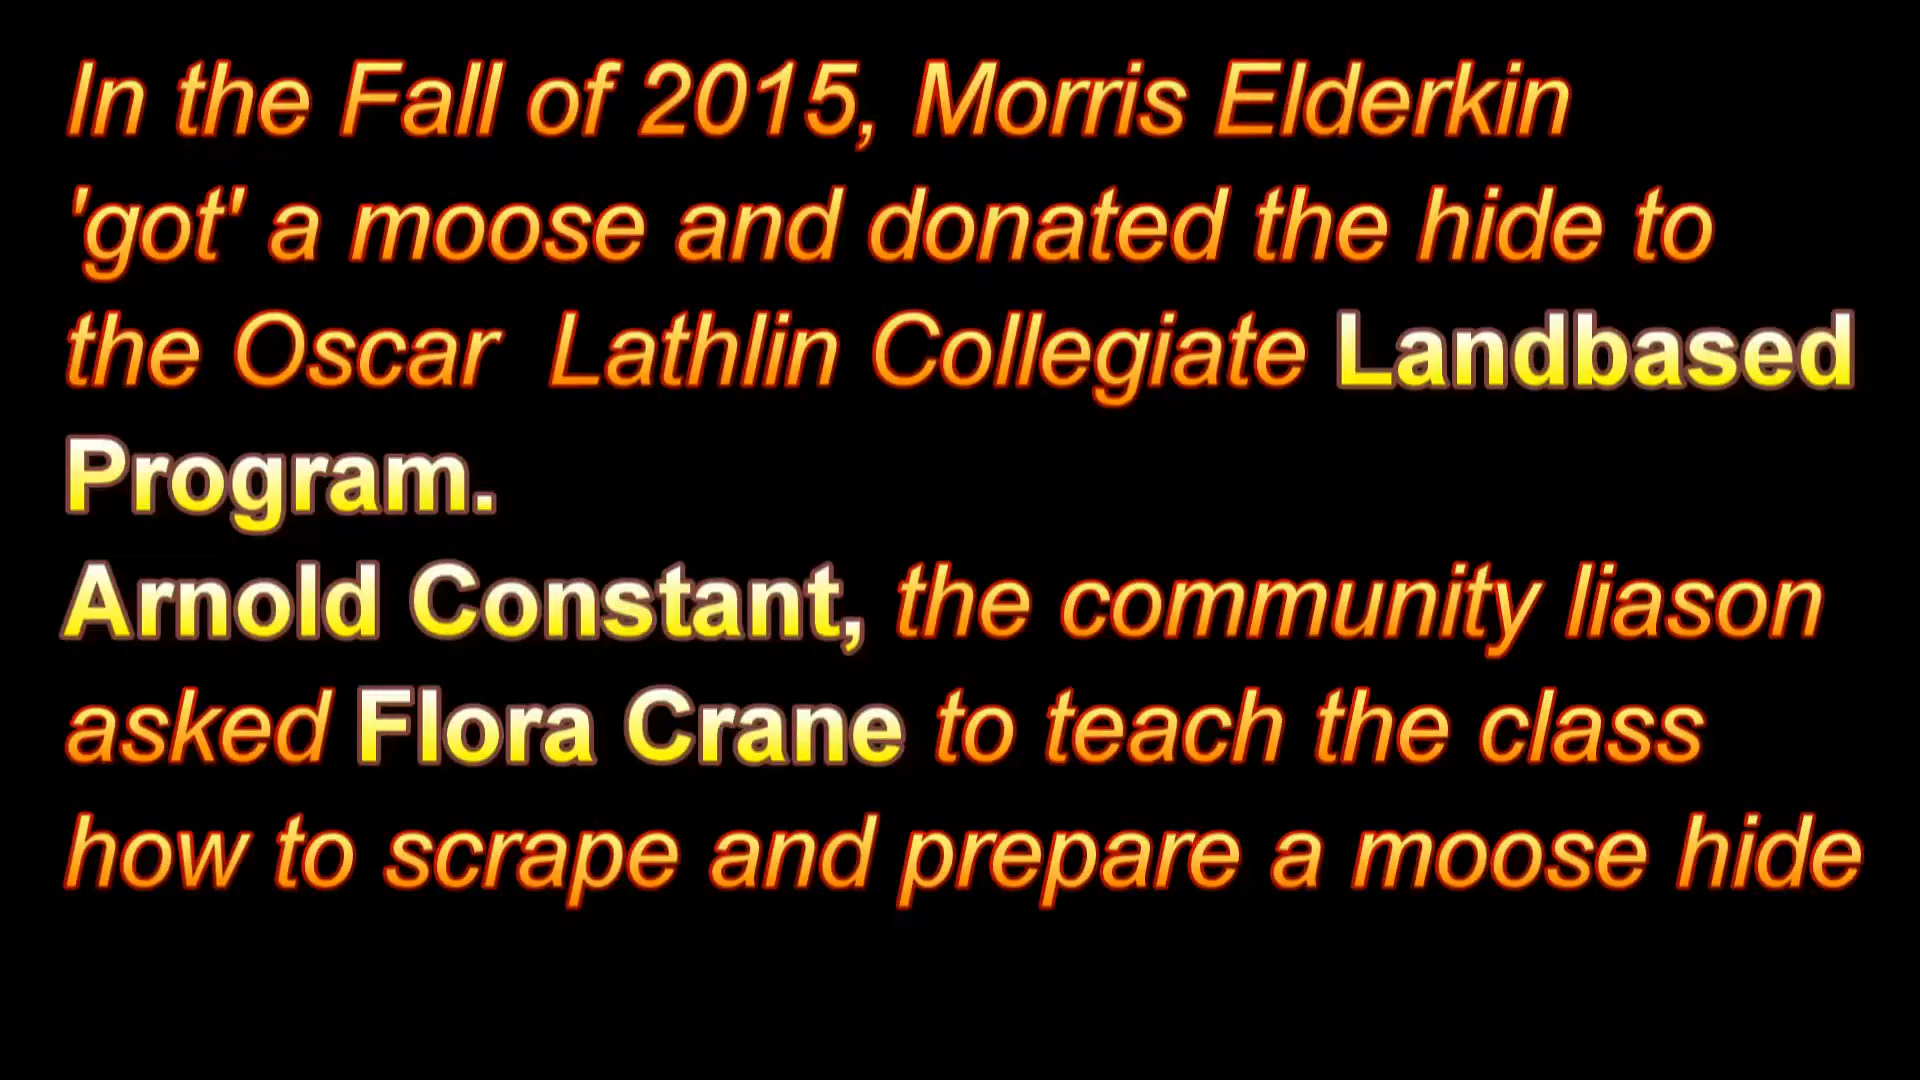 In the Fall of 2015, Morris Elderkin
'got' a moose and donated the hide to
the Oscar  Lathlin Collegiate Landbased
Program.
Arnold Constant, the community liason
asked Flora Crane to teach the class
how to scrape and prepare a moose hide